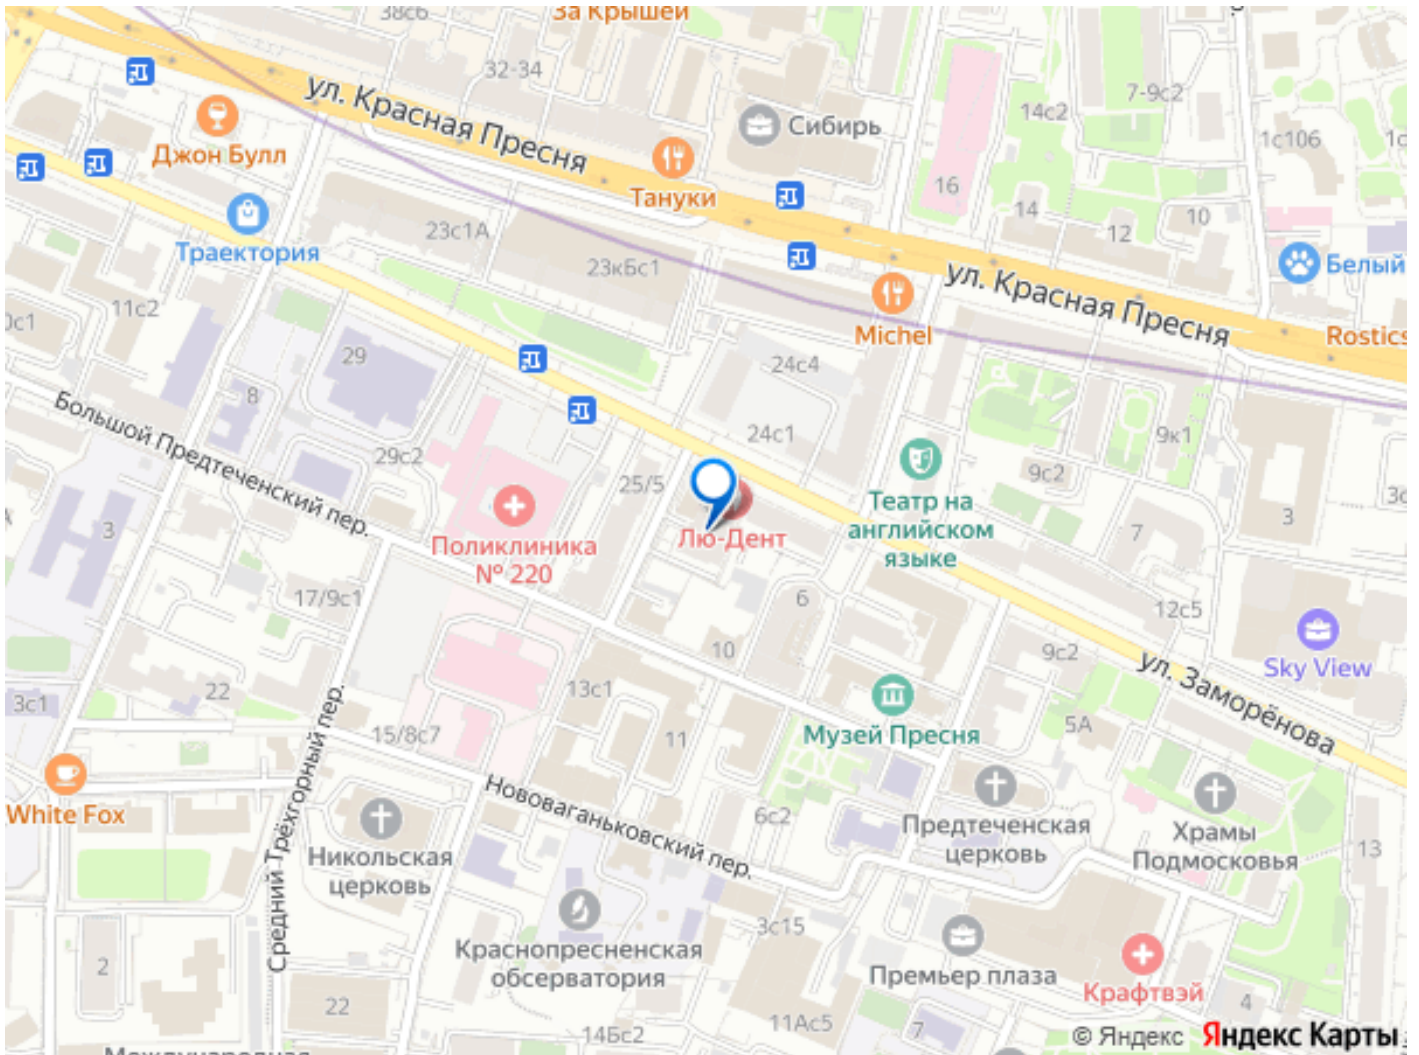 38с6
За Крышей
32-34
ул. Красная Пресня
Джон Булл
Сибирь
14с2
7-9с2
1с106
Тануки
16
14
10
12
Траектория
23с1А
23кБс1
ул. Красная Пресня
Белый
11с2
Michel
Rostics
29
24с4
8
Большой Предтеченский пер.
24с1
9к1
29с2
25/5
9с2
Театр на
английском
языке
3
7
3
Лю-Дент
Поликлиника
№ 220
17/9с1
6
12с5
10
9с2
ул. Заморёнова
Sky View
22
13с1
3с1
Музей Пресня
5А
15/8с7
11
Средний Трёхгорный пер.
White Fox
Нововаганьковский пер.
6с2
Предтеченская
церковь
Храмы
Подмосковья
13
Никольская
церковь
3с15
Краснопресненская
обсерватория
2
Премьер плаза
Крафтвэй
22
4
11Ас5
7
14Бс2
© Яндекс Яндекс Карты
Международная